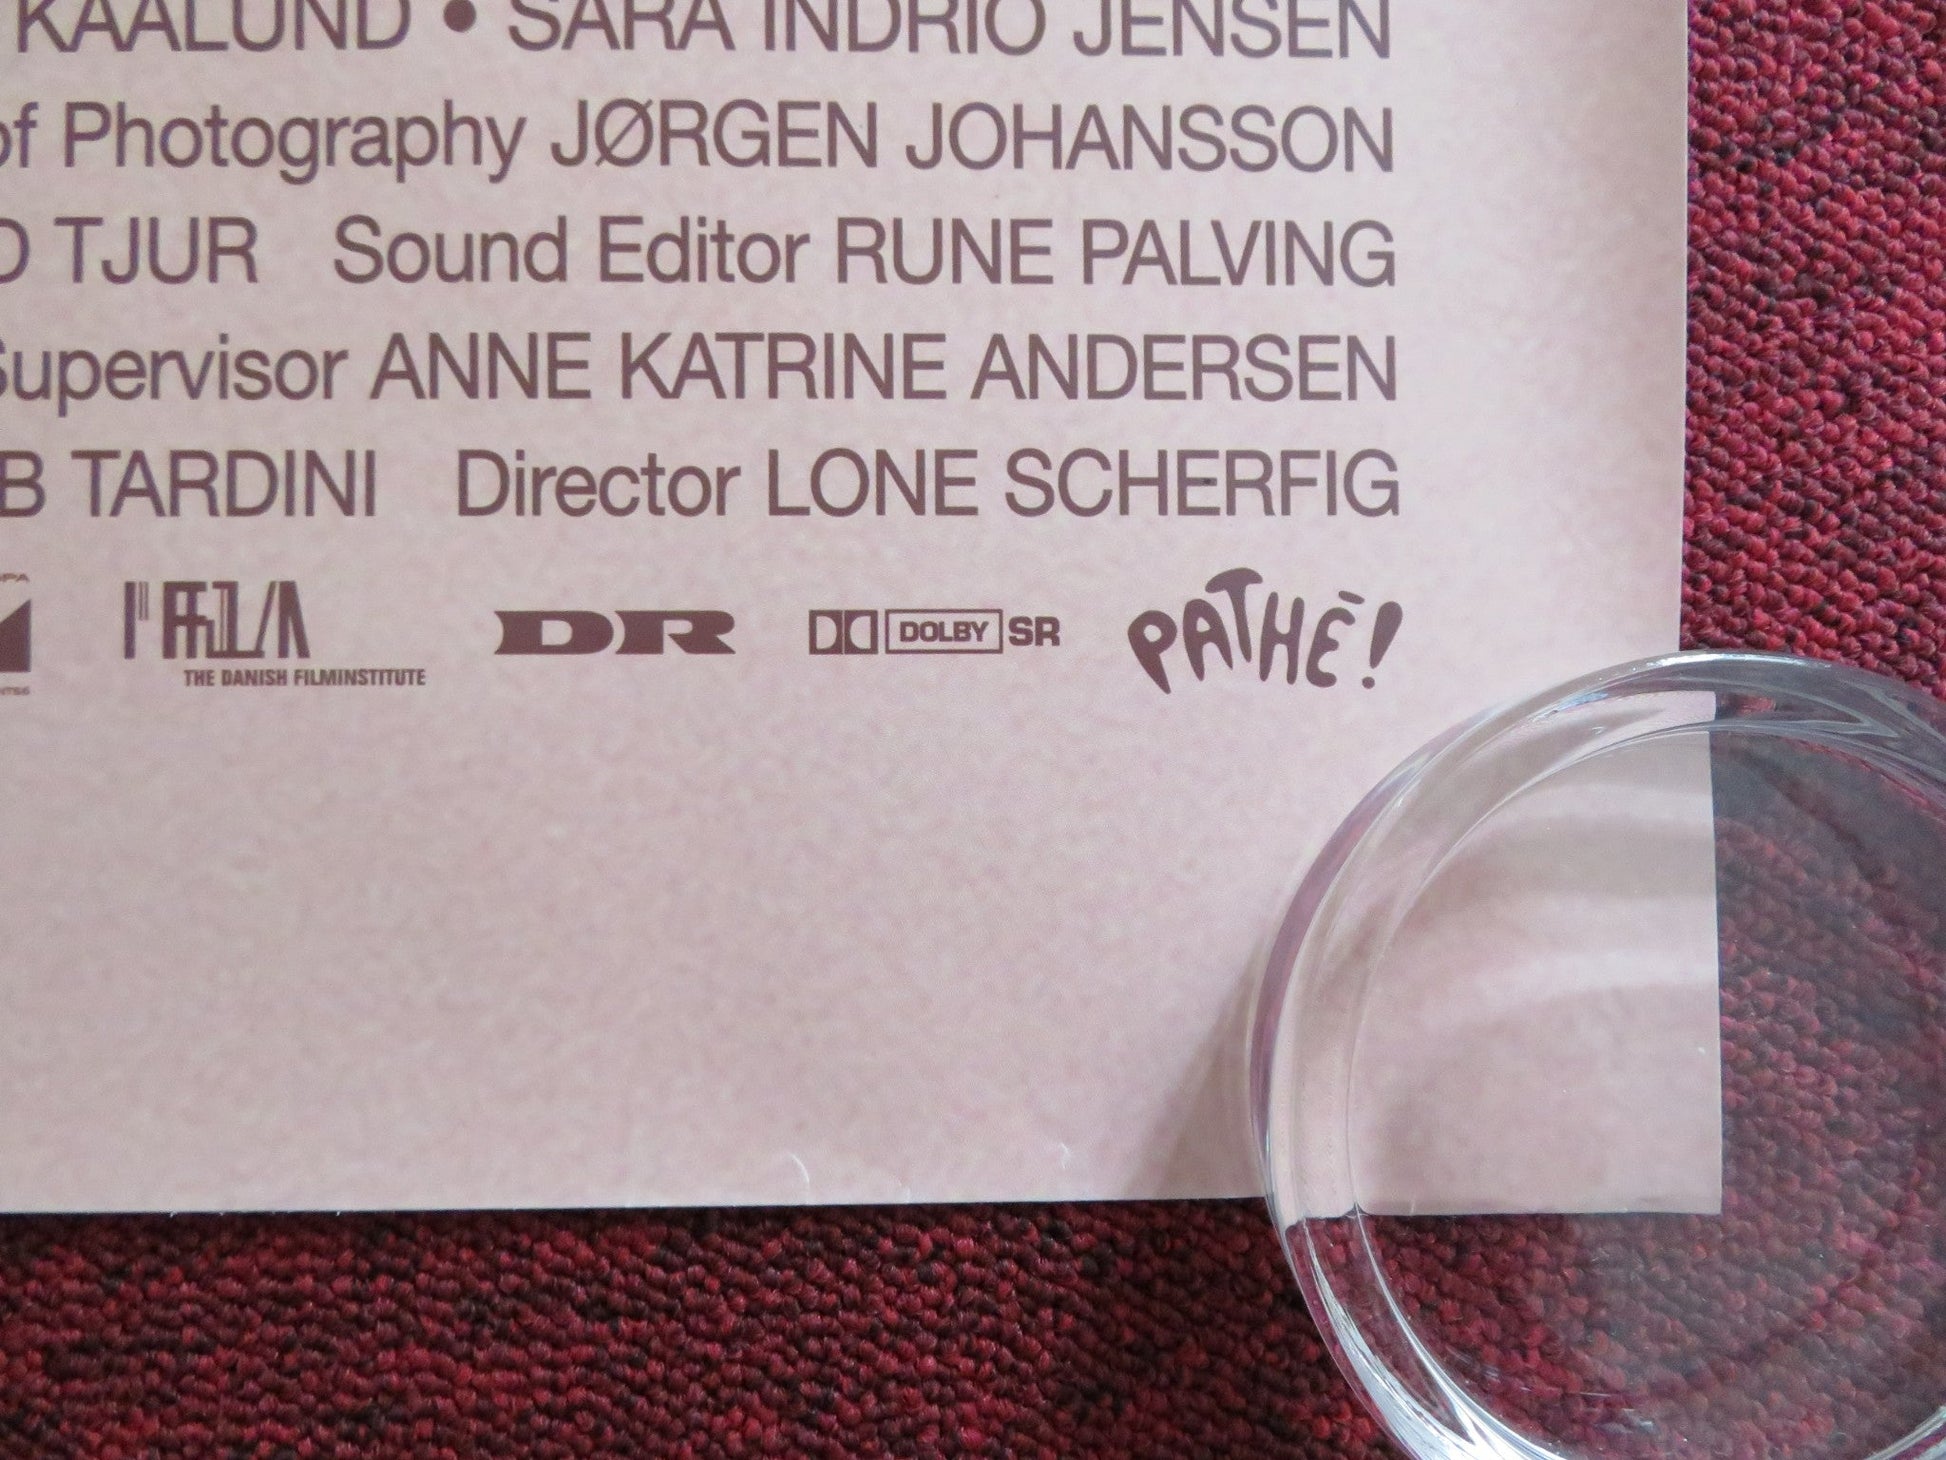 KAALUND • SARA INDRIO JENSEN
of Photography JØRGEN JOHANSSON
TJUR Sound Editor RUNE PALVING
Supervisor ANNE KATRINE ANDERSEN
B TARDINI Director LONE SCHERFIG
THE DANISH FILMINSTITUTE
DR
DOLBY SR
PATHÉ!